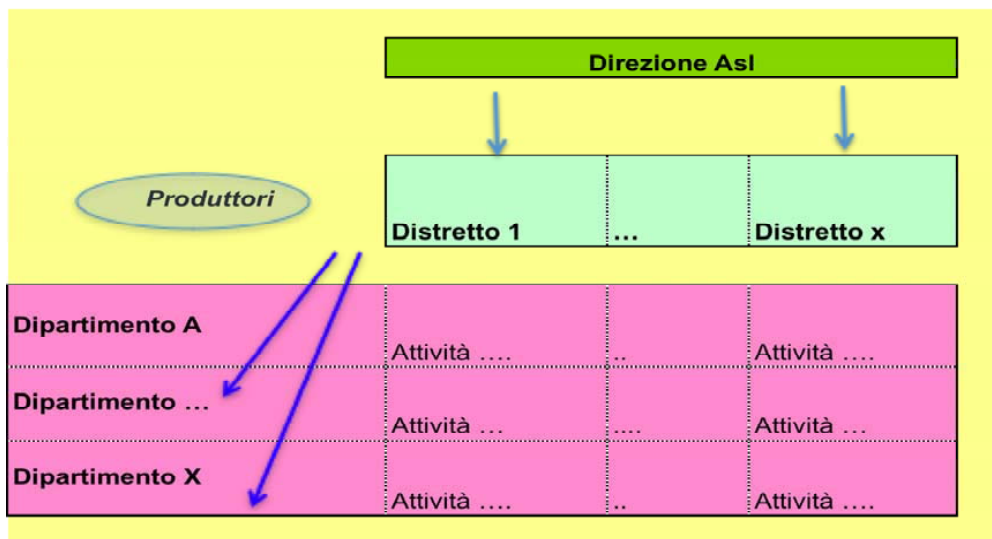 Direzione Asl
Produttori
Distretto 1 ... Distretto x
Dipartimento A
Attività .... .. Attività ....
Dipartimento ...
Attività ... .... Attività ...
Dipartimento X
Attività .... .. Attività ....